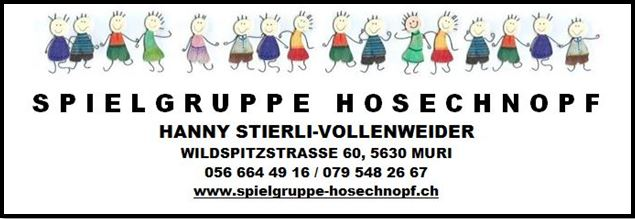 SPIELGRUPPE HOSECHNOPF
HANNY STIERLI-VOLLENWEIDER
WILDSPITZSTRASSE 60, 5630 MURI
056 664 49 16 / 079 548 26 67
www.spielgruppe-hosechnopf.ch